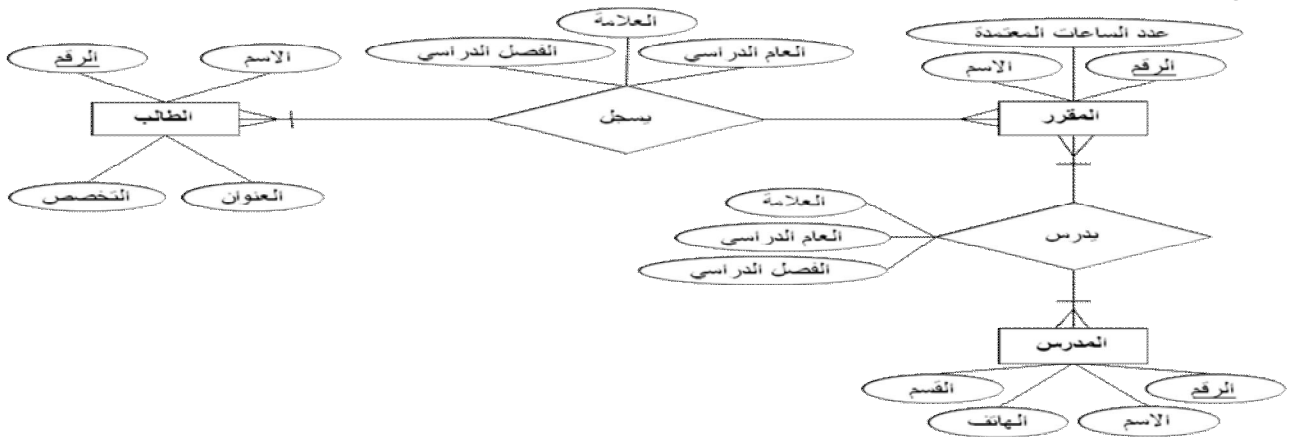 العلامة
عدد الساعات المعتمدة
الفصل الدراسي
العام الدراسي
الرقم
الاسم
الاسم
الرقم
الطالب
يسجل
المقرر
التخصص
العنوان
العلامة
العام الدراسي
الفصل الدراسي
يدرس
المدرس
القسم
الرقم
الهاتف
الاسم